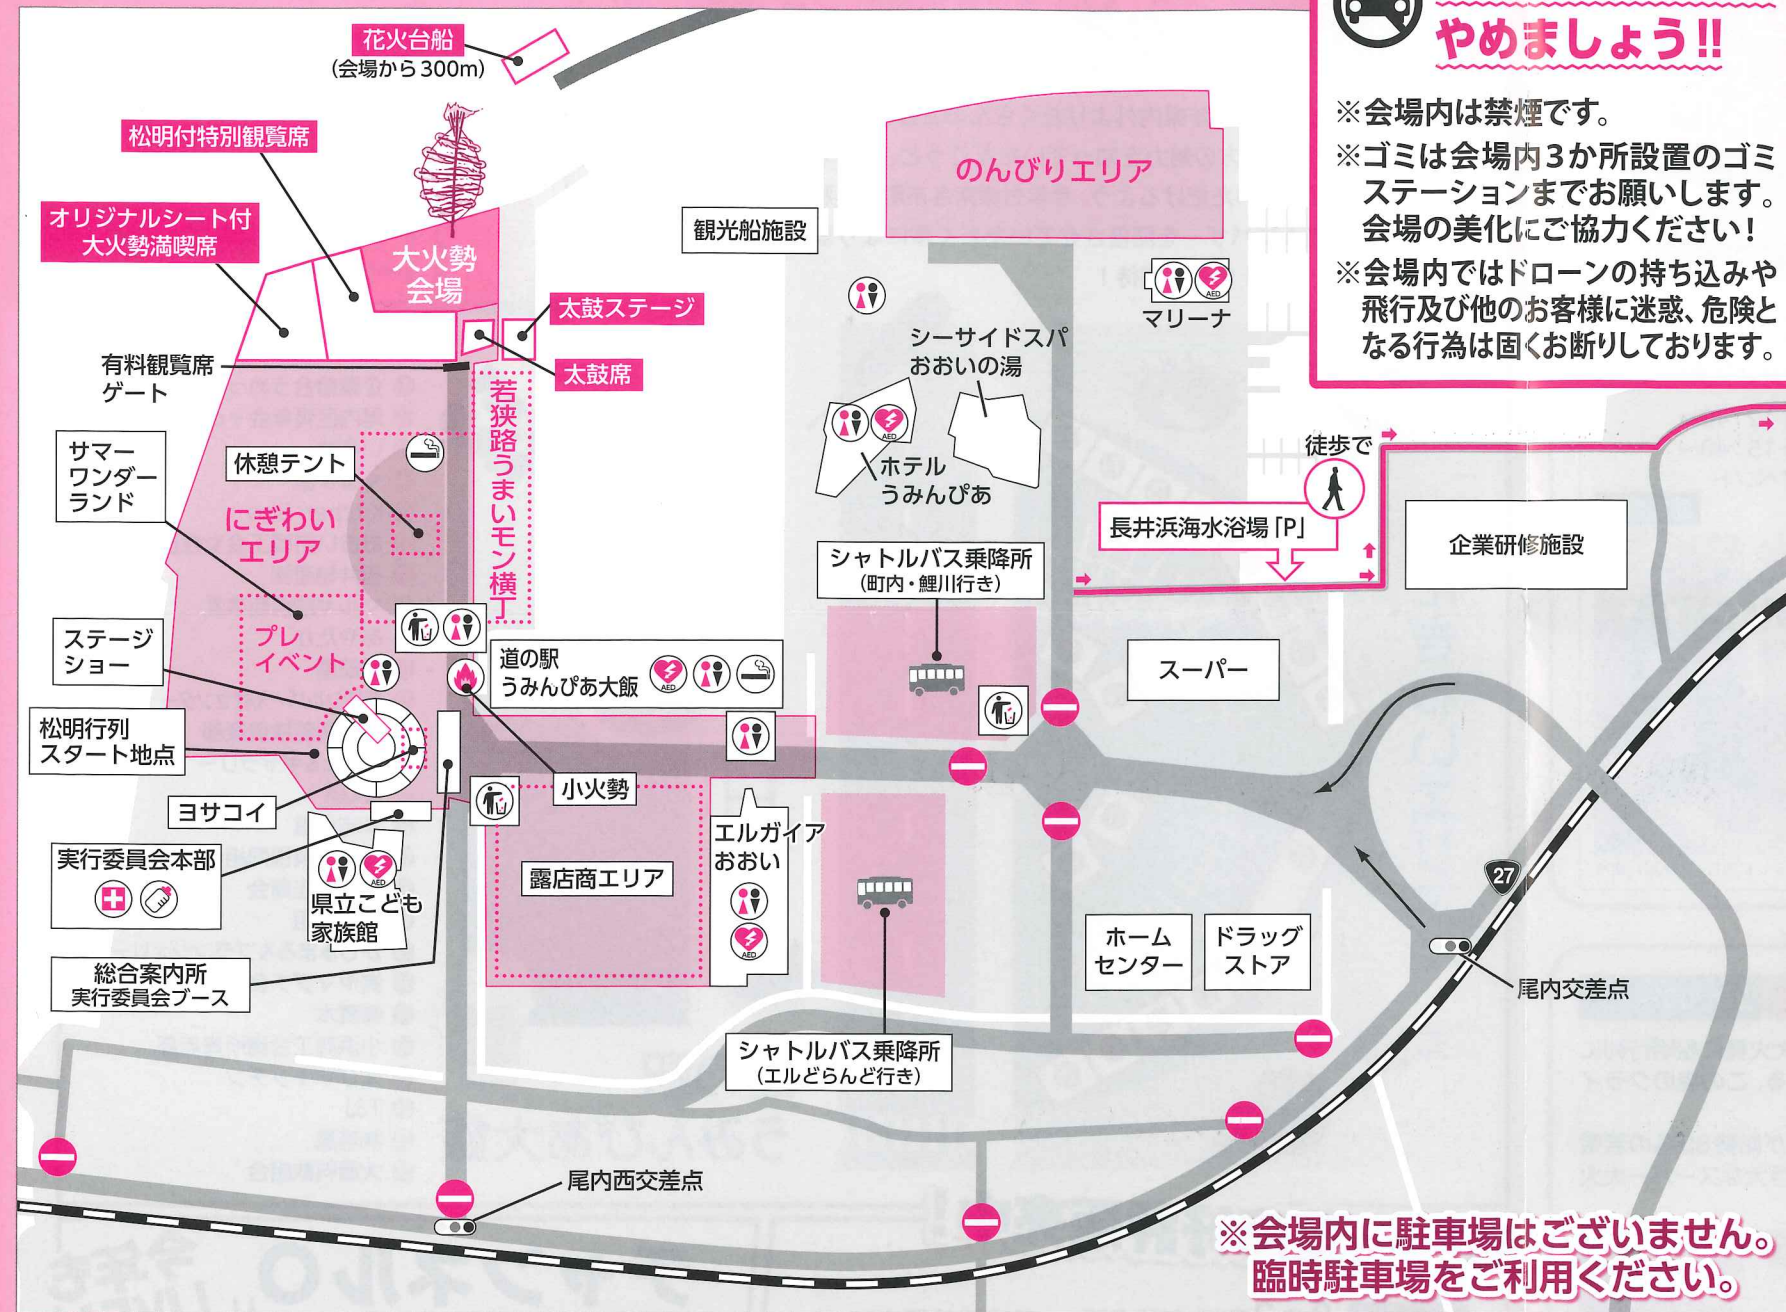 花火台船
(会場から300m)
松明付特別観覧席
オリジナルシート付
大火勢満喫席
大火勢
会場
太鼓ステージ
太鼓席
有料観覧席
ゲート
若狭路うまいモン横丁
サマー
ワンダー
ランド
休憩テント
にぎわい
エリア
プレ
イベント
ステージ
ショー
松明行列
スタート地点
ヨサコイ
実行委員会本部
県立こども
家族館
AED
総合案内所
実行委員会ブース
道の駅
うみんぴあ大飯
AED
小火勢
露店商エリア
エルガイア
おおい
AED
のんびりエリア
観光船施設
AED
マリーナ
シーサイドスパ
おおいの湯
AED
ホテル
うみんぴあ
シャトルバス乗降所
(町内・鯉川行き)
シャトルバス乗降所
(エルどらんど行き)
徒歩で
長井浜海水浴場「P」
企業研修施設
スーパー
ホーム
センター
ドラッグ
ストア
27
尾内交差点
尾内西交差点
やめましょう!!
※会場内は禁煙です。
※ゴミは会場内3か所設置のゴミ
ステーションまでお願いします。
会場の美化にご協力ください!
※会場内ではドローンの持ち込みや
飛行及び他のお客様に迷惑、危険と
なる行為は固くお断りしております。
※会場内に駐車場はございません。
臨時駐車場をご利用ください。